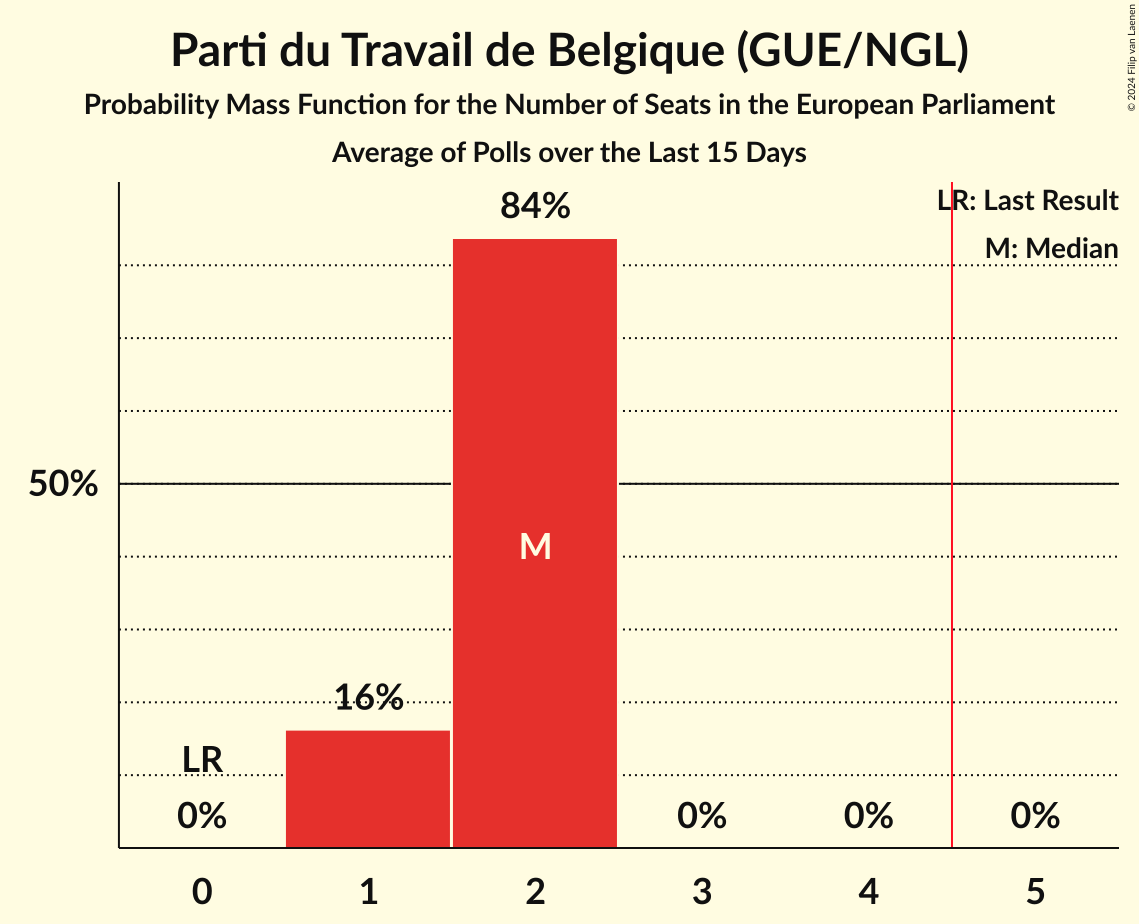 Parti du Travail de Belgique (GUE/NGL)
Probability Mass Function for the Number of Seats in the European Parliament
Average of Polls over the Last 15 Days
© 2024 Filip van Laenen
LR: Last Result
M: Median
84%
50%
M
16%
LR
0%
0%
0%
0%
0
1
2
3
4
5